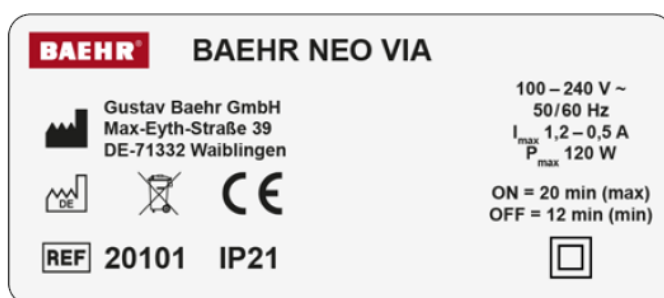 BAEHR® BAEHR NEO VIA
Gustav Baehr GmbH
Max-Eyth-Straße 39
DE-71332 Waiblingen
100 – 240 V ~
50/60 Hz
Imax 1,2 – 0,5 A
Pmax 120 W
DE
CE
ON = 20 min (max)
OFF = 12 min (min)
REF 20101 IP21